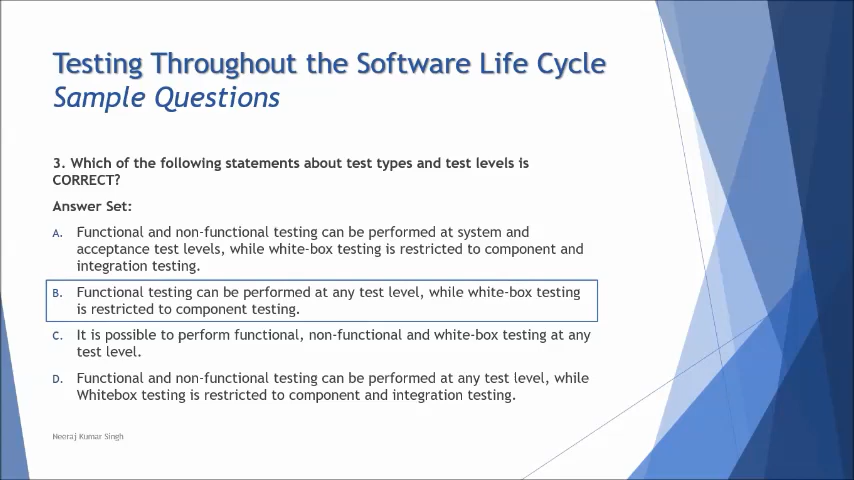 Testing Throughout the Software Life Cycle
Sample Questions
3. Which of the following statements about test types and test levels is
CORRECT?
Answer Set:
A. Functional and non-functional testing can be performed at system and
acceptance test levels, while white-box testing is restricted to component and
integration testing.
B. Functional testing can be performed at any test level, while white-box testing
is restricted to component testing.
C. It is possible to perform functional, non-functional and white-box testing at any
test level.
D. Functional and non-functional testing can be performed at any test level, while
Whitebox testing is restricted to component and integration testing.
Neeraj Kumar Singh